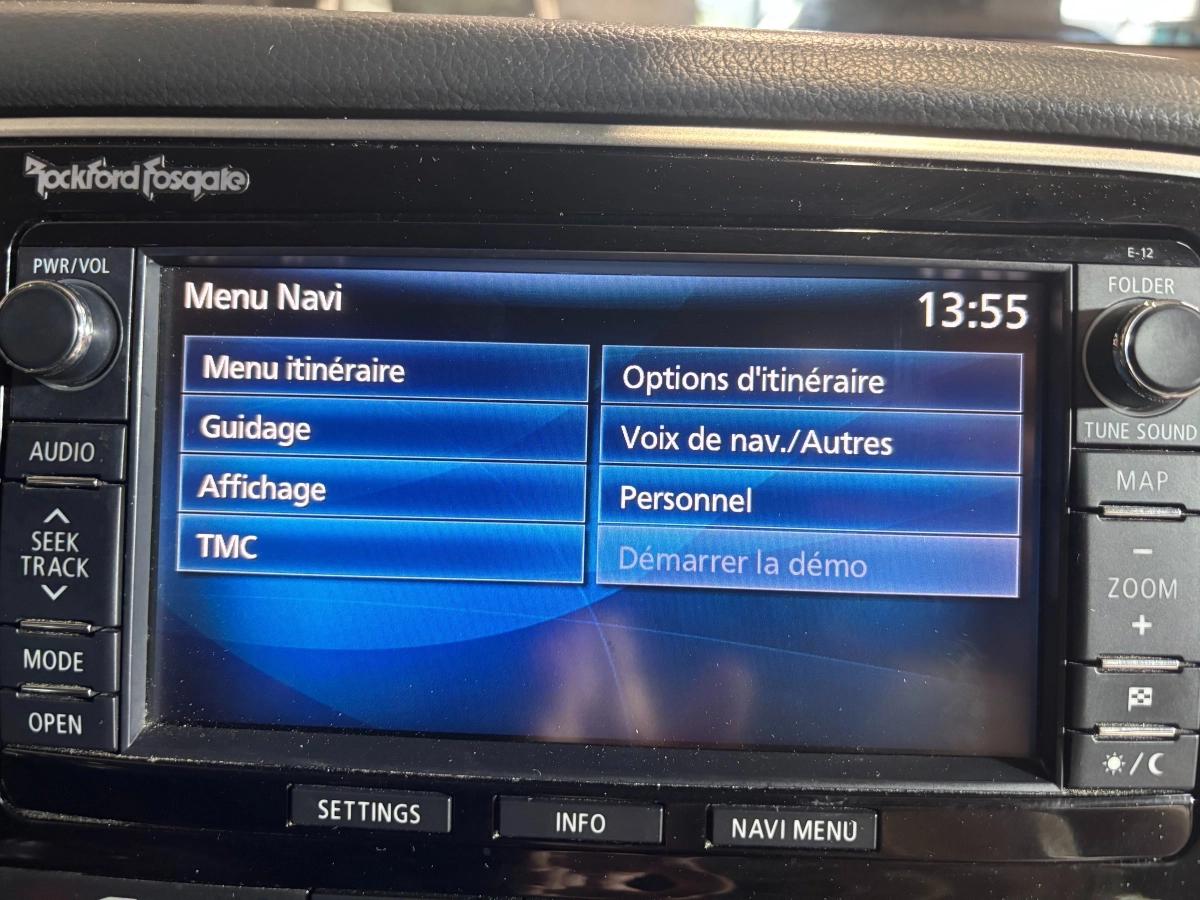 Rockford Fosgate
E-12
PWR/VOL
FOLDER
Menu Navi
13:55
Menu itinéraire
Options d'itinéraire
Guidage
Voix de nav./Autres
Affichage
Personnel
TMC
Démarrer la démo
AUDIO
SEEK
TRACK
MODE
OPEN
TUNE SOUND
MAP
ZOOM
SETTINGS
INFO
NAVI MENU